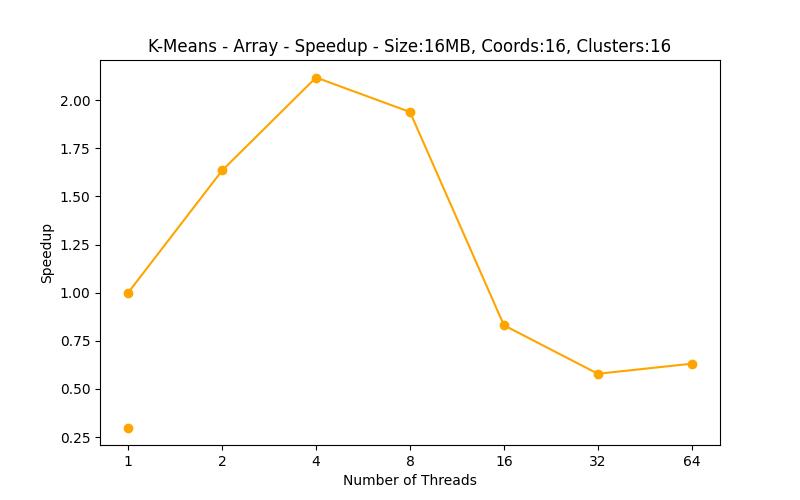 K-Means - Array - Speedup - Size:16MB, Coords:16, Clusters:16
2.00
1.75
1.50
1.25
1.00
0.75
0.50
0.25
Speedup
1 2 4 8 16 32 64
Number of Threads